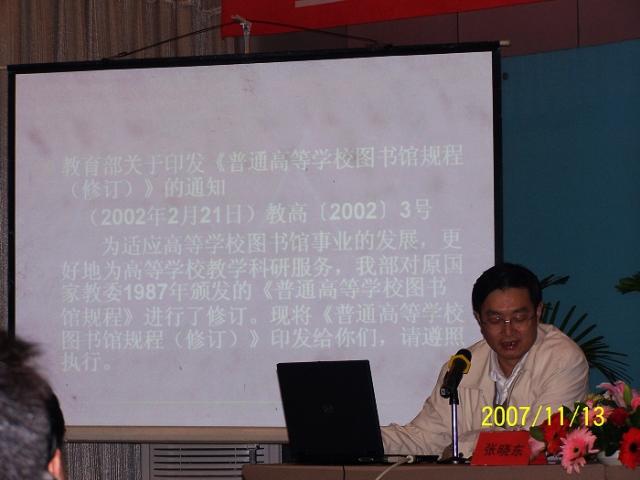 教育部关于印发《普通高等学校图书馆规程
（修订）》的通知
（2002年2月21日）教高〔2002〕3号
为适应高等学校图书馆事业的发展，更
好地为高等学校教学科研服务，我部对原国
家教委1987年颁发的《普通高等学校图书
馆规程》进行了修订。现将《普通高等学校
图书馆规程（修订）》印发给你们，请遵照
执行。
张晓东
2007/11/13